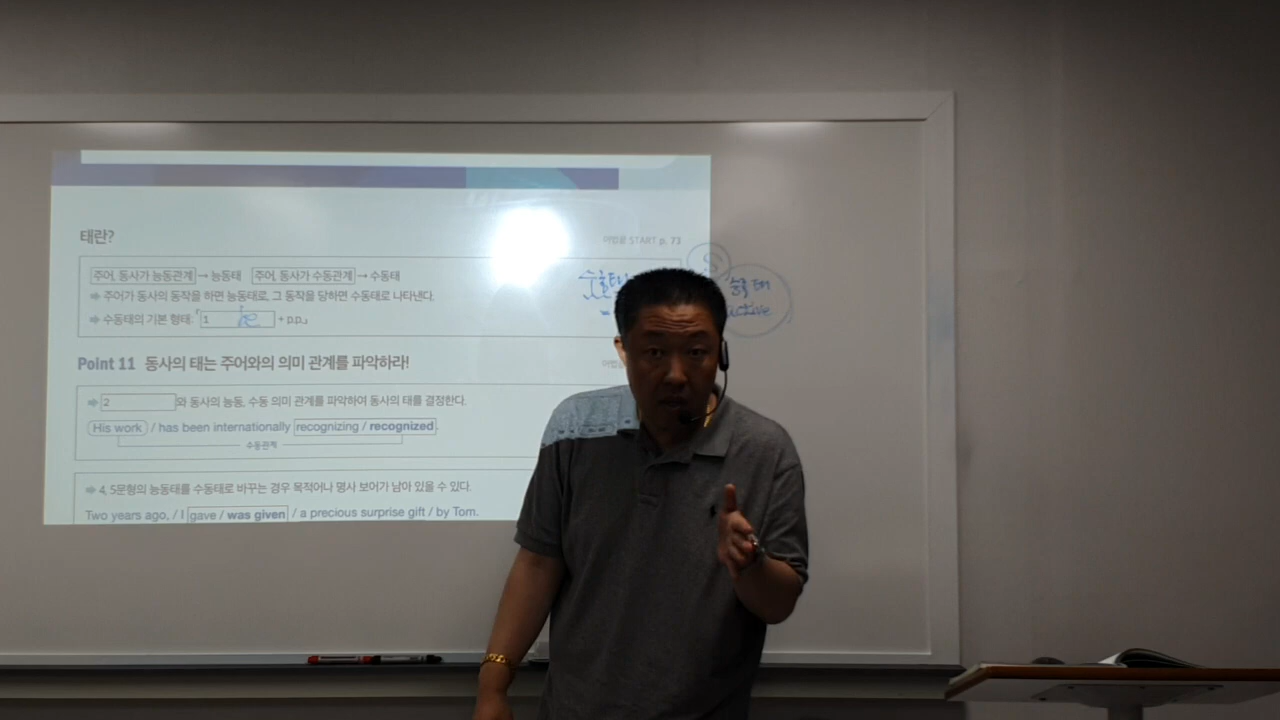 태란?
어법끝 START p. 73
주어, 동사가 능동관계 → 능동태 주어, 동사가 수동관계 → 수동태
⇒ 주어가 동사의 동작을 하면 능동태로, 그 동작을 당하면 수동태로 나타낸다.
⇒ 수동태의 기본 형태: 「1 be + p.p.」
S
active
Point 11 동사의 태는 주어와의 의미 관계를 파악하라!
⇒ 2 와 동사의 능동, 수동 의미 관계를 파악하여 동사의 태를 결정한다.
His work / has been internationally recognizing / recognized.
수동관계
⇒ 4, 5문형의 능동태를 수동태로 바꾸는 경우 목적어나 명사 보어가 남아 있을 수 있다.
Two years ago, / I gave / was given / a precious surprise gift / by Tom.